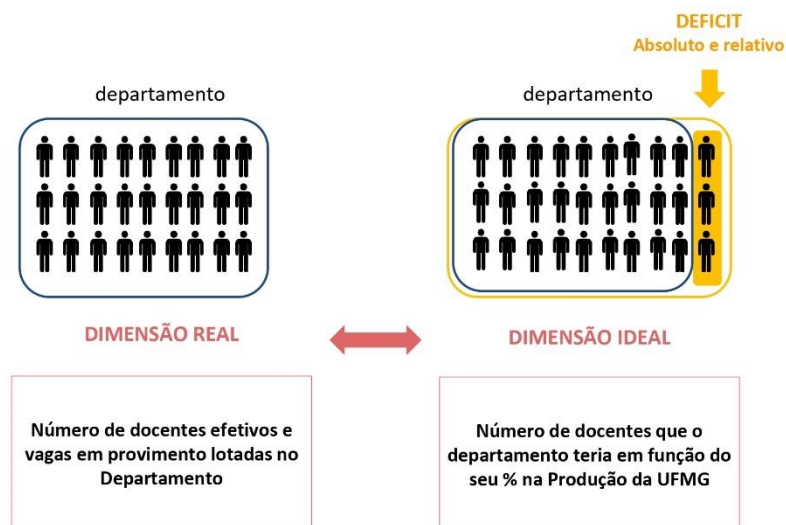 DEFICIT
Absoluto e relativo
departamento
departamento
DIMENSÃO REAL
DIMENSÃO IDEAL
Número de docentes efetivos e
vagas em provimento lotadas no
Departamento
Número de docentes que o
departamento teria em função do
seu % na Produção da UFMG